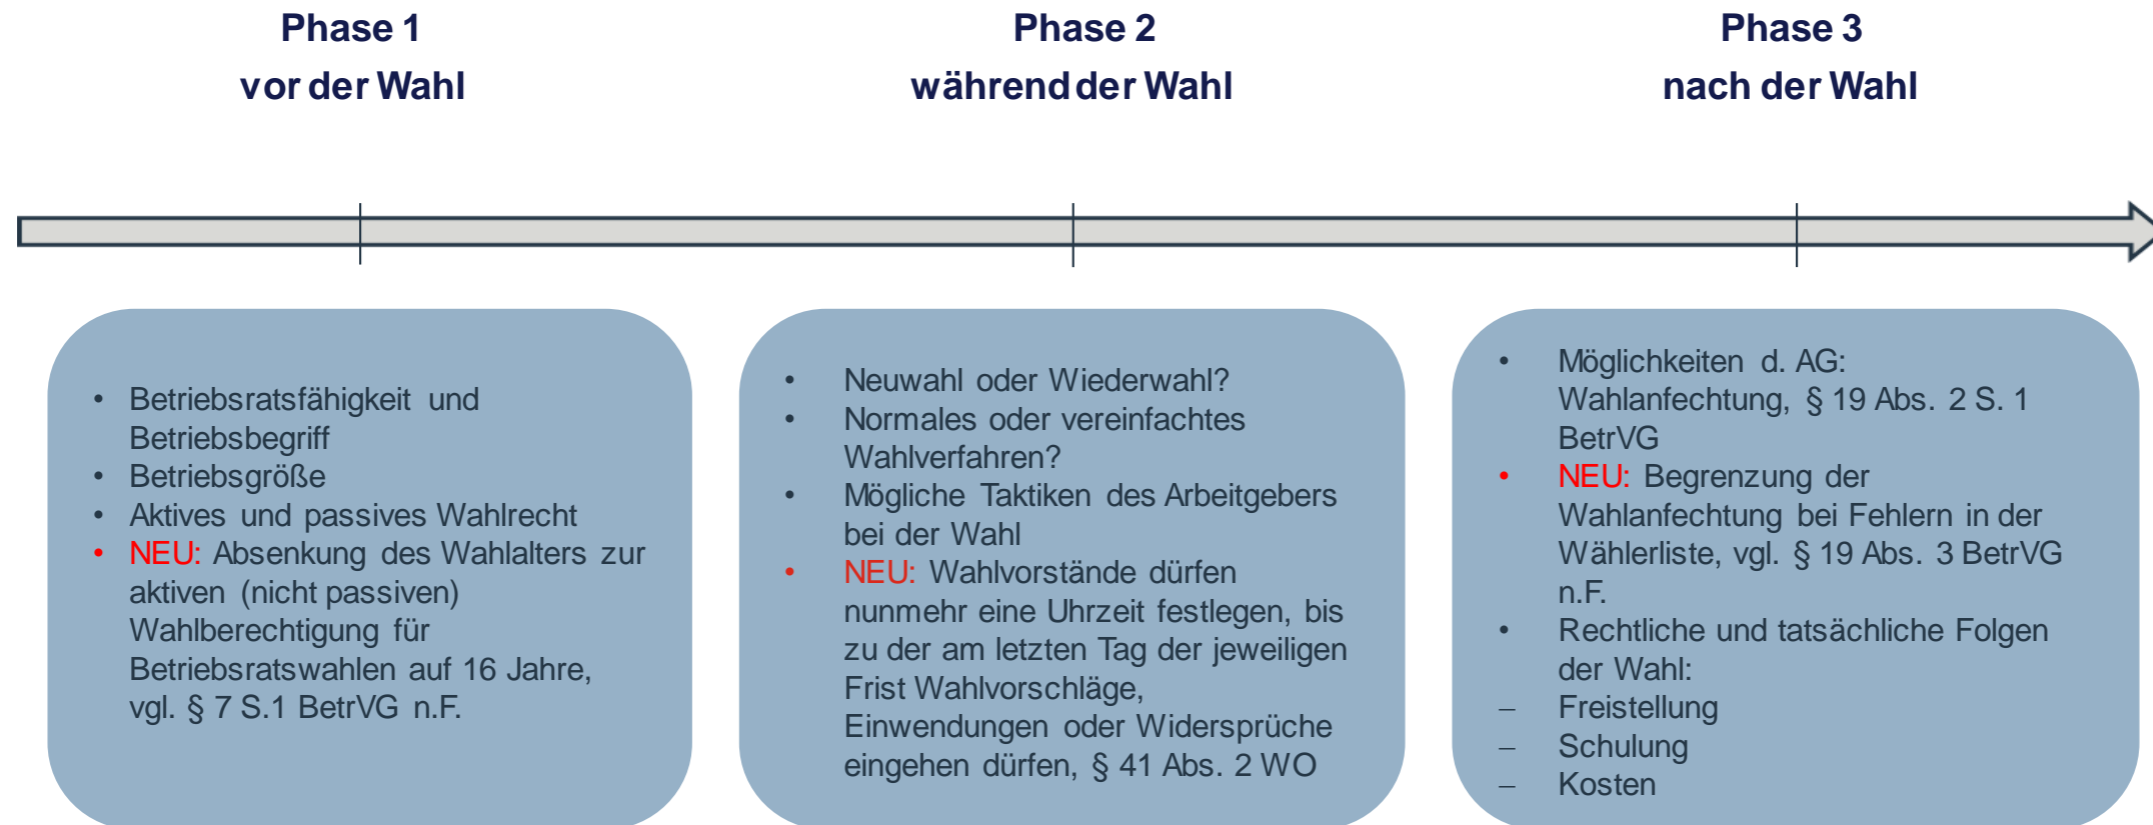 Phase 1
vor der Wahl
Phase 2
während der Wahl
Phase 3
nach der Wahl
• Betriebsratsfähigkeit und
Betriebsbegriff
• Betriebsgröße
• Aktives und passives Wahlrecht
• NEU: Absenkung des Wahlalters zur
aktiven (nicht passiven)
Wahlberechtigung für
Betriebsratswahlen auf 16 Jahre,
vgl. § 7 S.1 BetrVG n.F.
• Neuwahl oder Wiederwahl?
• Normales oder vereinfachtes
Wahlverfahren?
• Mögliche Taktiken des Arbeitgebers
bei der Wahl
• NEU: Wahlvorstände dürfen
nunmehr eine Uhrzeit festlegen, bis
zu der am letzten Tag der jeweiligen
Frist Wahlvorschläge,
Einwendungen oder Widersprüche
eingehen dürfen, § 41 Abs. 2 WO
• Möglichkeiten d. AG:
Wahlanfechtung, § 19 Abs. 2 S. 1
BetrVG
• NEU: Begrenzung der
Wahlanfechtung bei Fehlern in der
Wählerliste, vgl. § 19 Abs. 3 BetrVG
n.F.
• Rechtliche und tatsächliche Folgen
der Wahl:
– Freistellung
– Schulung
– Kosten